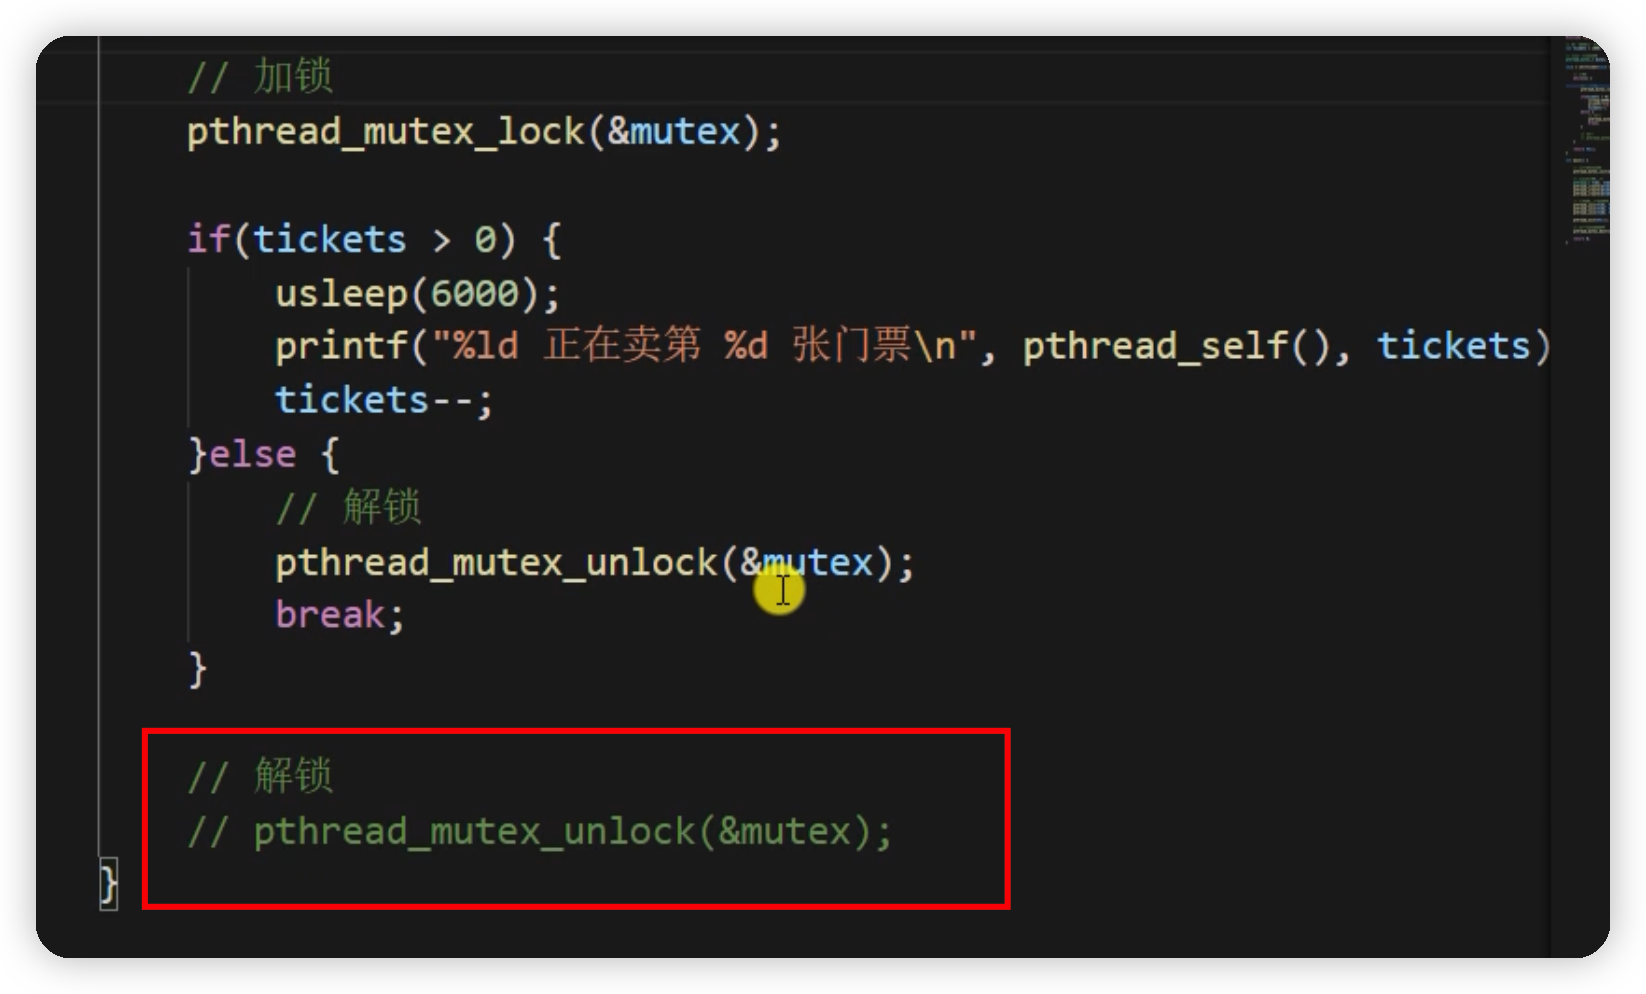 // 加锁
pthread_mutex_lock(&mutex);
if(tickets > 0) {
usleep(6000);
printf("%ld 正在卖第 %d 张门票\n", pthread_self(), tickets)
tickets--;
}else {
// 解锁
pthread_mutex_unlock(&mutex);
break;
}
// 解锁
// pthread_mutex_unlock(&mutex);
}